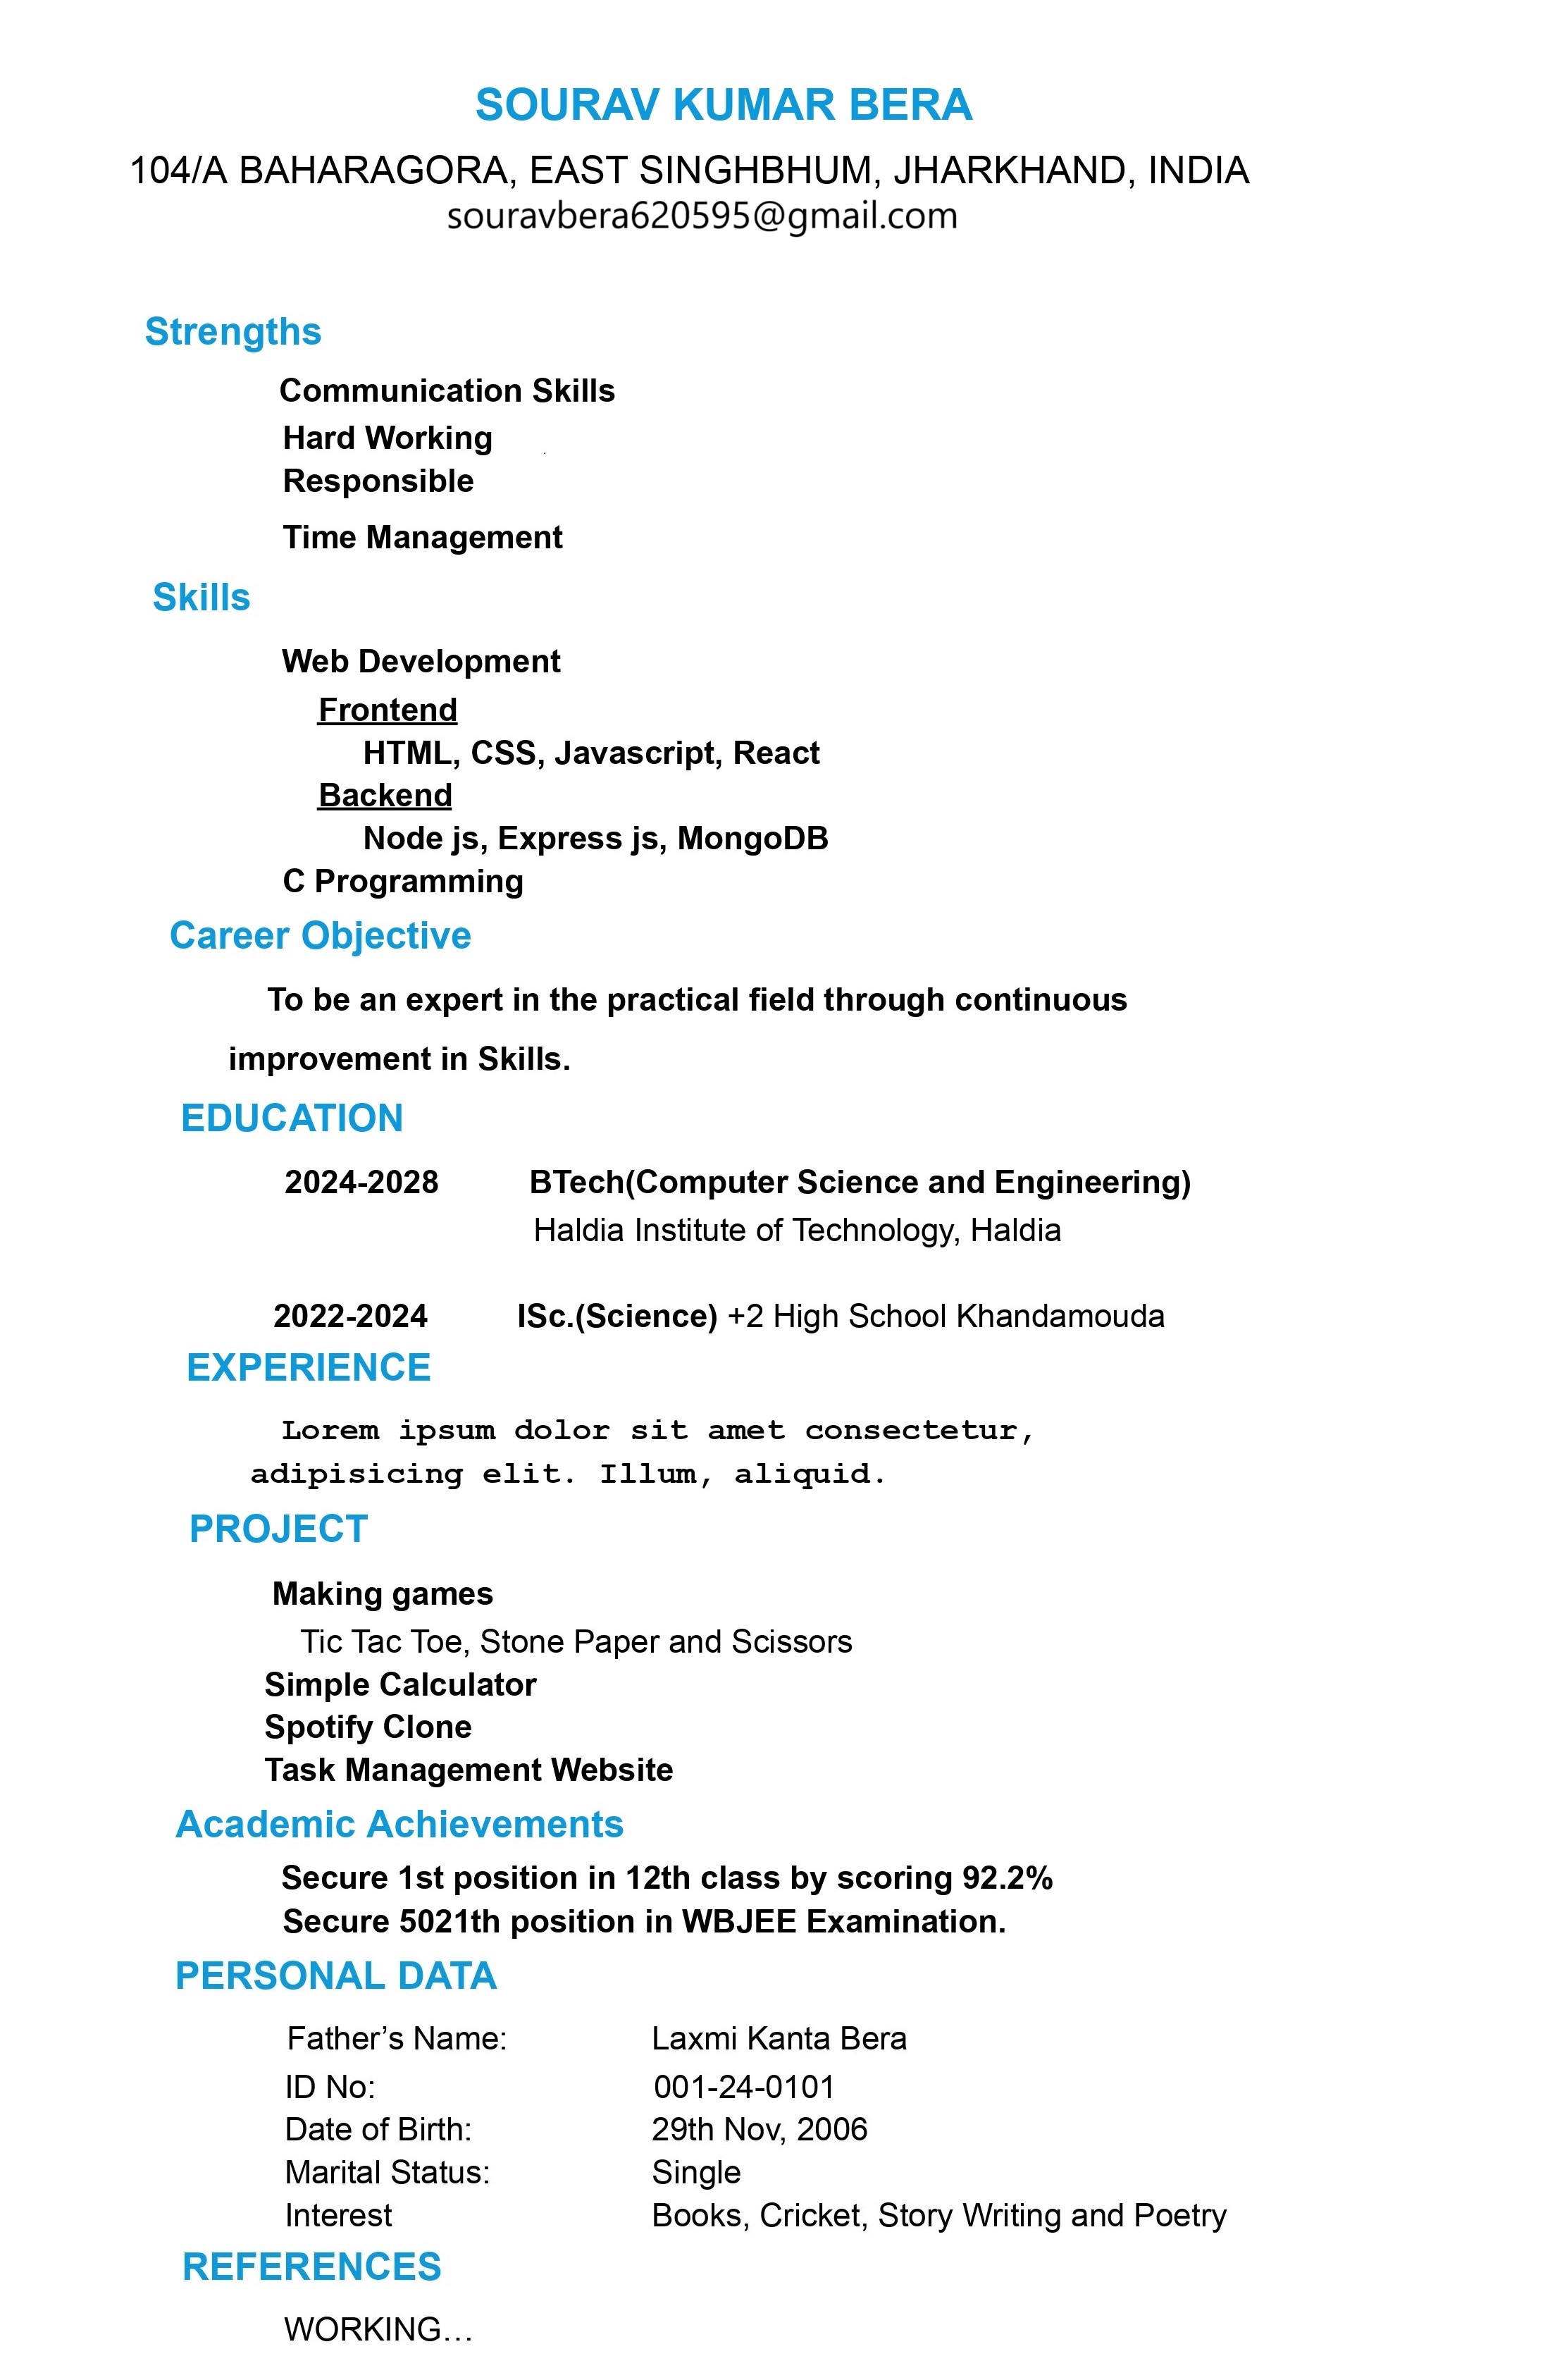 SOURAV KUMAR BERA
104/A BAHARAGORA, EAST SINGHBHUM, JHARKHAND, INDIA
souravbera620595@gmail.com
Strengths
Communication Skills
Hard Working
Responsible
Time Management
Skills
Web Development
Frontend
HTML, CSS, Javascript, React
Backend
Node js, Express js, MongoDB
C Programming
Career Objective
To be an expert in the practical field through continuous
improvement in Skills.
EDUCATION
2024-2028 BTech(Computer Science and Engineering)
Haldia Institute of Technology, Haldia
2022-2024 ISc.(Science) +2 High School Khandamouda
EXPERIENCE
Lorem ipsum dolor sit amet consectetur,
adipisicing elit. Illum, aliquid.
PROJECT
Making games
Tic Tac Toe, Stone Paper and Scissors
Simple Calculator
Spotify Clone
Task Management Website
Academic Achievements
Secure 1st position in 12th class by scoring 92.2%
Secure 5021th position in WBJEE Examination.
PERSONAL DATA
Father’s Name: Laxmi Kanta Bera
ID No: 001-24-0101
Date of Birth: 29th Nov, 2006
Marital Status: Single
Interest Books, Cricket, Story Writing and Poetry
REFERENCES
WORKING…